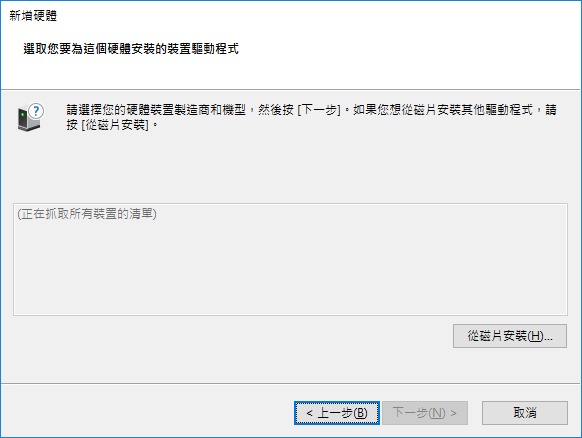 新增硬體
選取您要為這個硬體安裝的裝置驅動程式
請選擇您的硬體裝置製造商和機型，然後按 [下一步]。如果您想從磁片安裝其他驅動程式，請
按 [從磁片安裝]。
(正在抓取所有裝置的清單)
從磁片安裝(H)...
< 上一步(B)
下一步(N) >
取消